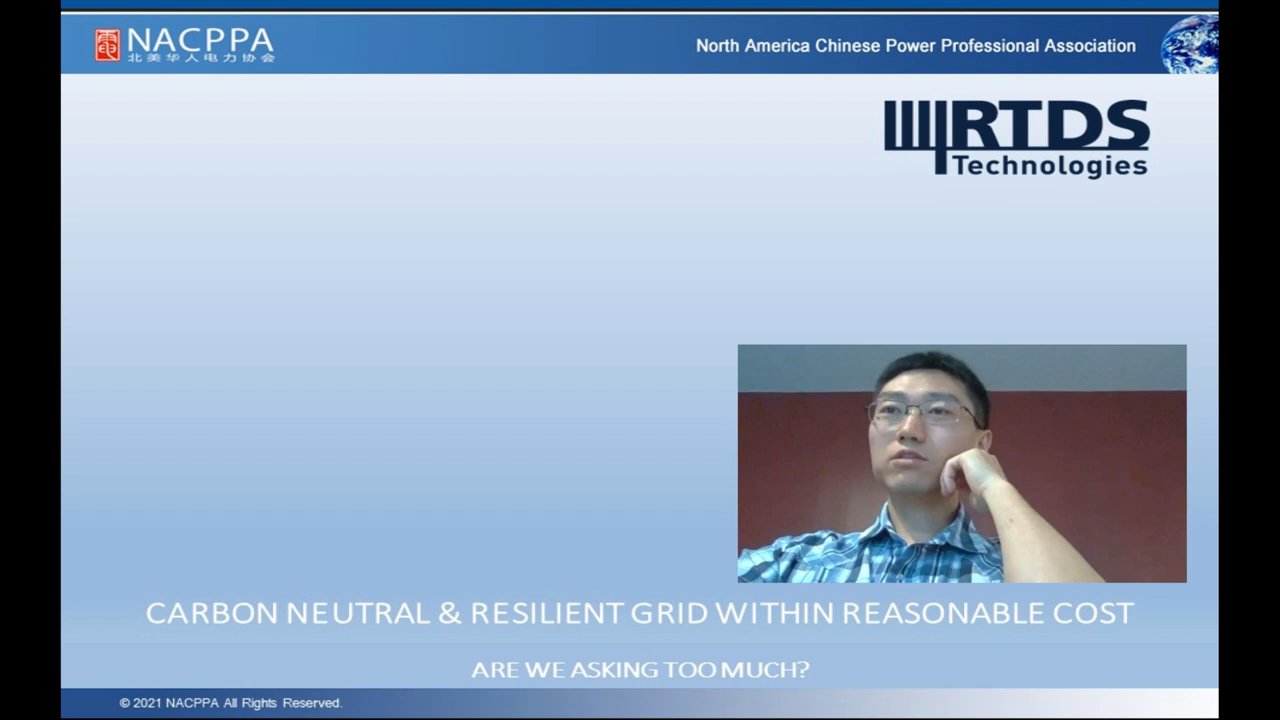 NACPPA
北美华人电力协会
North America Chinese Power Professional Association
RTDS
Technologies
CARBON NEUTRAL & RESILIENT GRID WITHIN REASONABLE COST
ARE WE ASKING TOO MUCH?
© 2021 NACPPA All Rights Reserved.